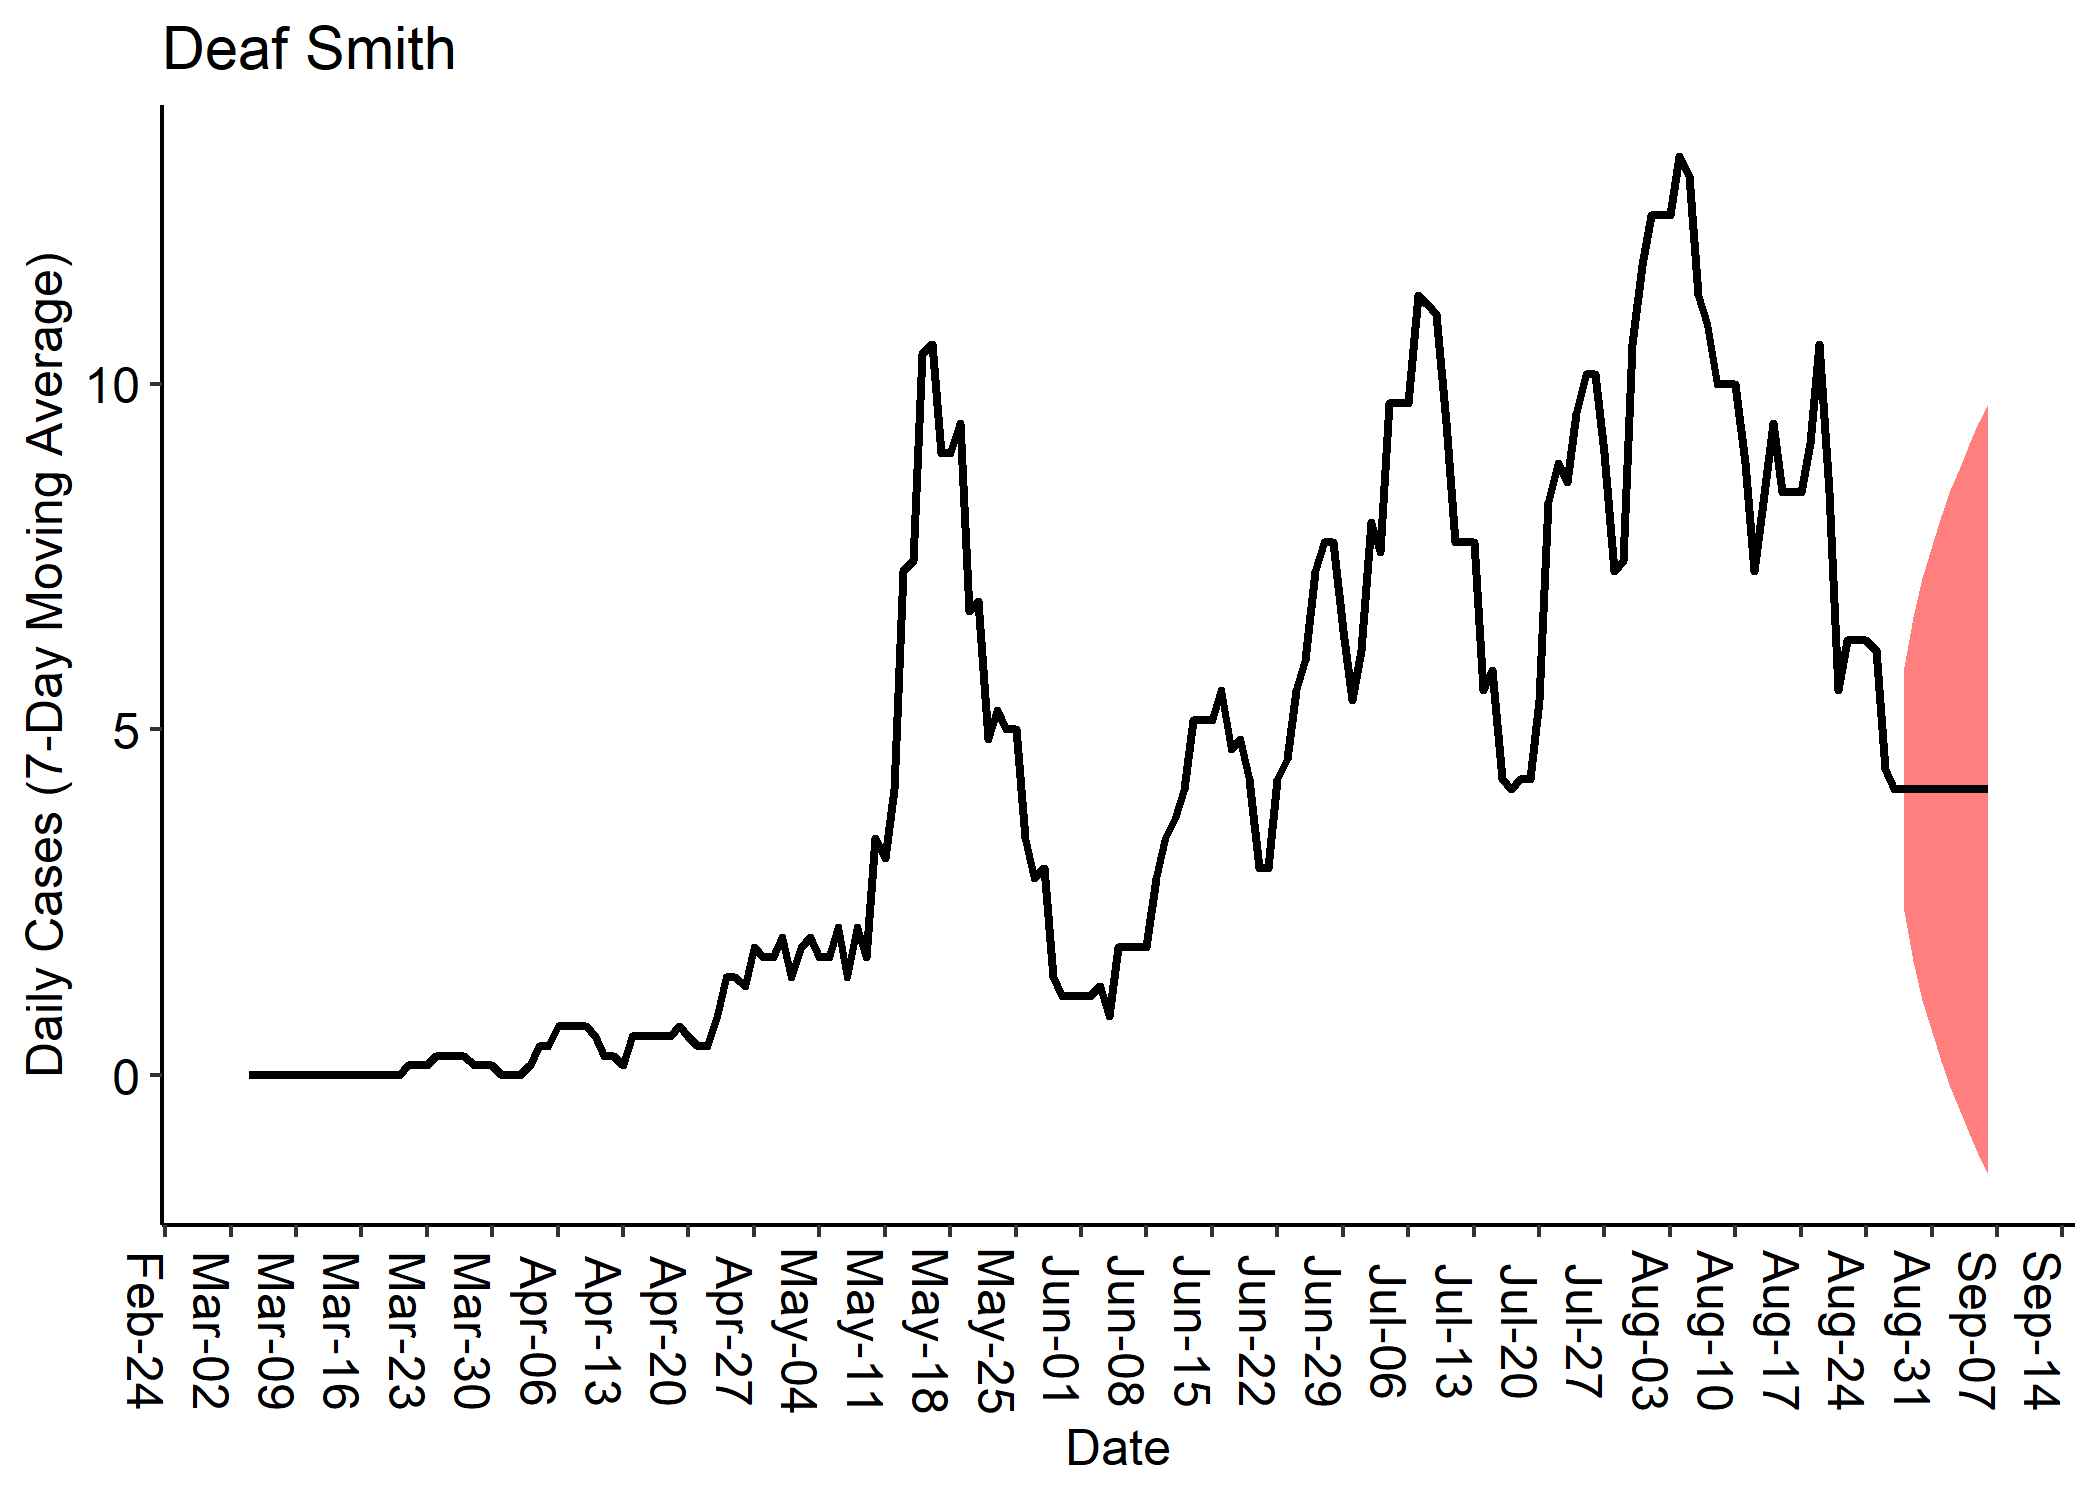 Deaf Smith
Daily Cases (7-Day Moving Average)
10
5
0
Feb-24
Mar-02
Mar-09
Mar-16
Mar-23
Mar-30
Apr-06
Apr-13
Apr-20
Apr-27
May-04
May-11
May-18
May-25
Jun-01
Jun-08
Jun-15
Jun-22
Jun-29
Jul-06
Jul-13
Jul-20
Jul-27
Aug-03
Aug-10
Aug-17
Aug-24
Aug-31
Sep-07
Sep-14
Date